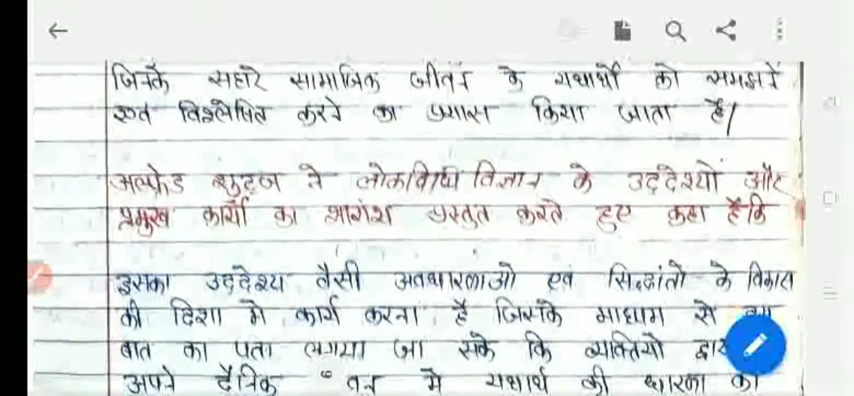 जिनके सहारे सामाजिक जीवन के यथार्थो को समझने
एवं विश्लेषित करने का प्रयास किया जाता है।
अल्फ्रेड शुट्ज ने लोकविधि विज्ञान के उद्देश्यों और
प्रमुख कार्यो का सारांश प्रस्तुत करते हुए कहा है कि
इसका उद्देश्य वैसी अवधारणाओ एवं सिद्धांतो के विकास
की दिशा मे कार्य करना है जिसके माध्यम से
बात का पता लगाया जा सके कि व्यक्तियो
अपने दैनिक मे यथार्थ की धारणा का